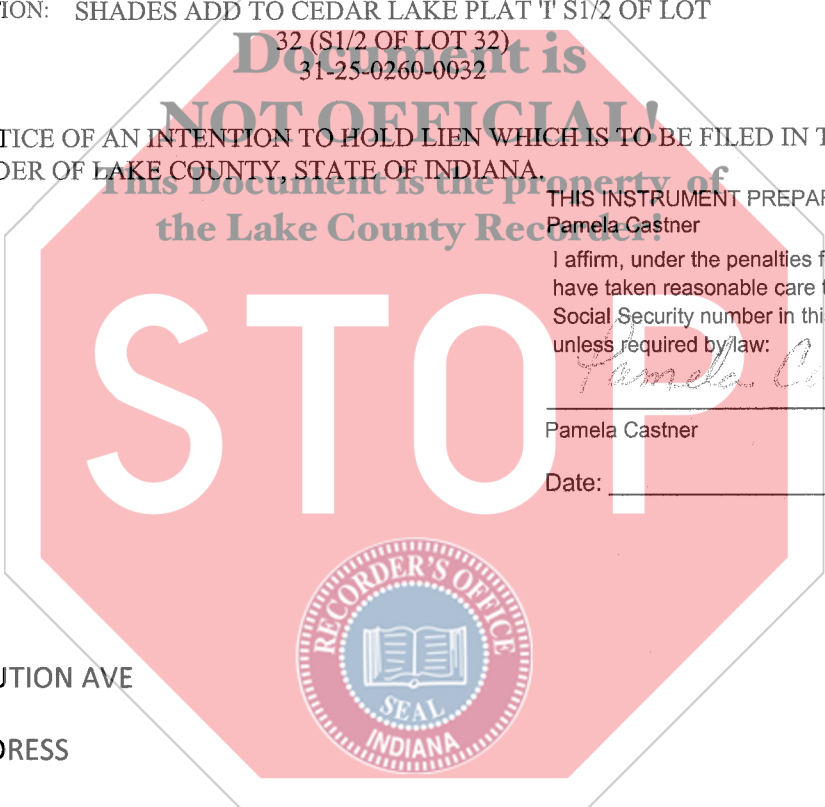 ION: SHADES ADD TO CEDAR LAKE PLAT 'I' S1/2 OF LOT
32 (S1/2 OF LOT 32)
31-25-0260-0032
Document is
NOT OFFICIAL!
TICE OF AN INTENTION TO HOLD LIEN WHICH IS TO BE FILED IN T
DER OF LAKE COUNTY, STATE OF INDIANA.
This Document is the property of
the Lake County Recorder!
THIS INSTRUMENT PREPAR
Pamela Castner
I affirm, under the penalties f
have taken reasonable care t
Social Security number in thi
unless required by law:
Pamela C
Pamela Castner
Date:
STOP
RECORDER'S OFFICE
SEAL
INDIANA
UTION AVE
DRESS